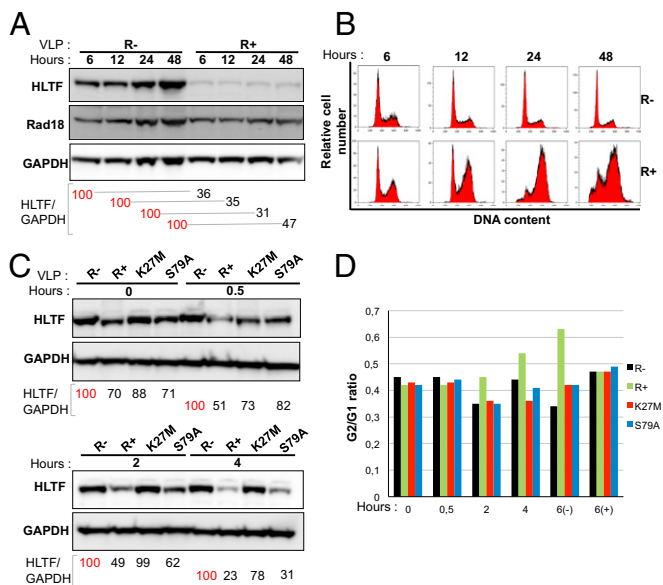 A
VLP : R- R+
Hours : 6 12 24 48 6 12 24 48
HLTF
Rad18
GAPDH
HLTF/
GAPDH
100 36
100 35
100 31
100 47
B
Hours : 6 12 24 48
Relative cell
number
R-
R+
DNA content
C
VLP : R- R+ K27M S79A R- R+ K27M S79A
Hours : 0 0.5
HLTF
GAPDH
HLTF/
GAPDH
100 70 88 71
100 51 73 82
R- R+ K27M S79A R- R+ K27M S79A
Hours : 2 4
HLTF
GAPDH
HLTF/
GAPDH
100 49 99 62
100 23 78 31
D
G2/G1 ratio
0,7
0,6
0,5
0,4
0,3
0,2
0,1
0
Hours : 0 0,5 2 4 6(-) 6(+)
R-
R+
K27M
S79A